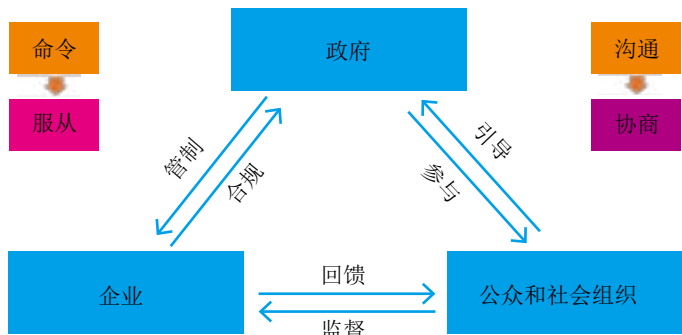 政府
命令
服从
沟通
协商
管制
合规
引导
参与
企业
回馈
监督
公众和社会组织